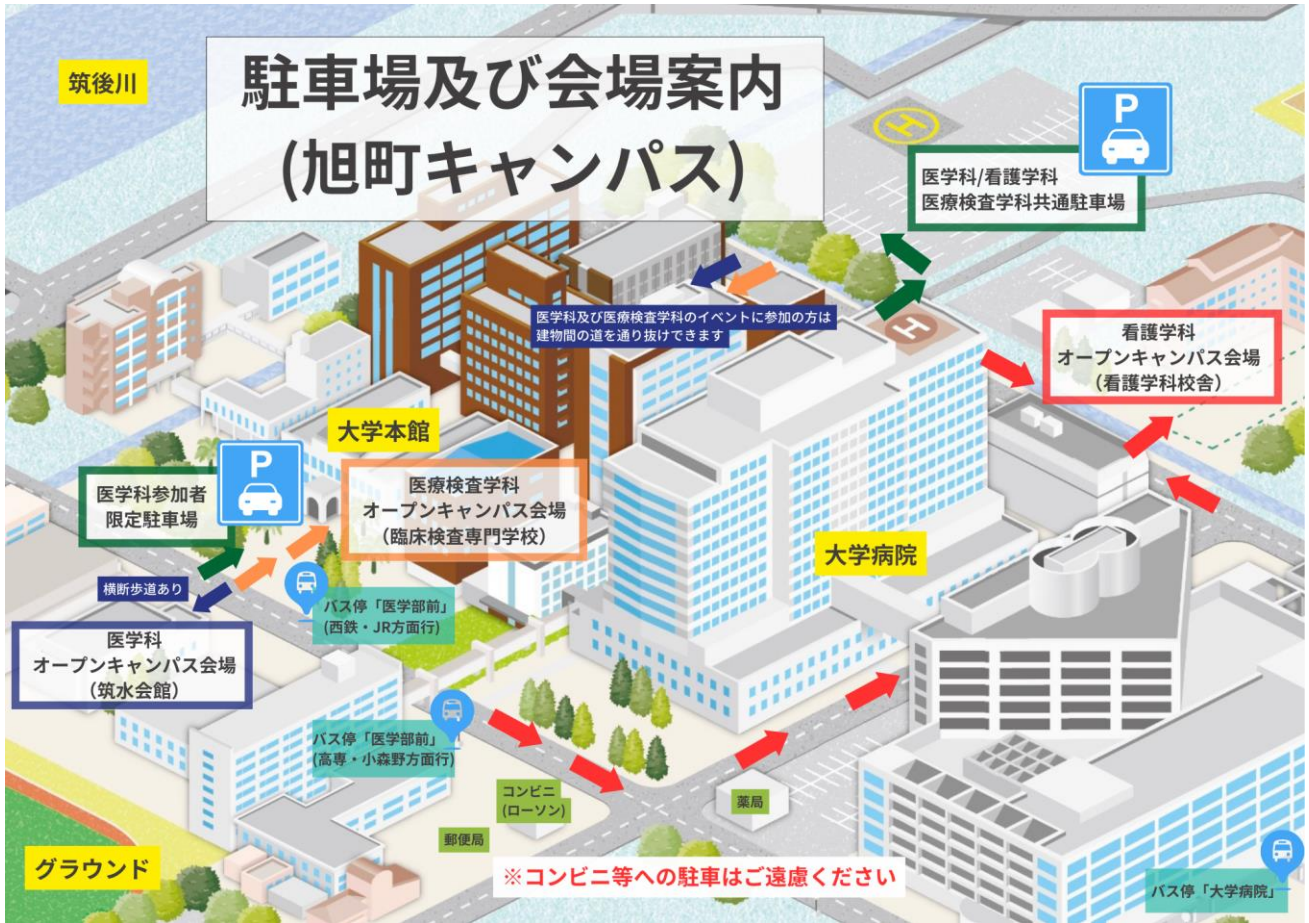 駐車場及び会場案内
(旭町キャンパス)
筑後川
P
医学科/看護学科
医療検査学科共通駐車場
H
医学科及び医療検査学科のイベントに参加の方は
建物間の道を通り抜けできます
H
看護学科
オープンキャンパス会場
(看護学科校舎)
大学本館
P
医学科参加者
限定駐車場
医療検査学科
オープンキャンパス会場
(臨床検査専門学校)
大学病院
横断歩道あり
バス停「医学部前」
(西鉄・JR方面行)
医学科
オープンキャンパス会場
(筑水会館)
バス停「医学部前」
(高専・小森野方面行)
コンビニ
(ローソン)
薬局
郵便局
グラウンド
※コンビニ等への駐車はご遠慮ください
バス停「大学病院」